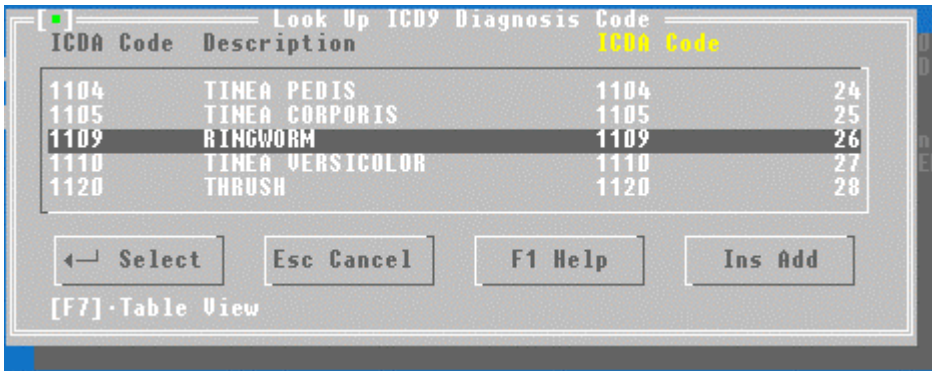 [■] Look Up ICD9 Diagnosis Code
ICDA Code Description ICDA Code
1104 TINEA PEDIS 1104 24
1105 TINEA CORPORIS 1105 25
1109 RINGWORM 1109 26
1110 TINEA VERSICOLOR 1110 27
1120 THRUSH 1120 28
◄─┘ Select Esc Cancel F1 Help Ins Add
[F7]·Table View